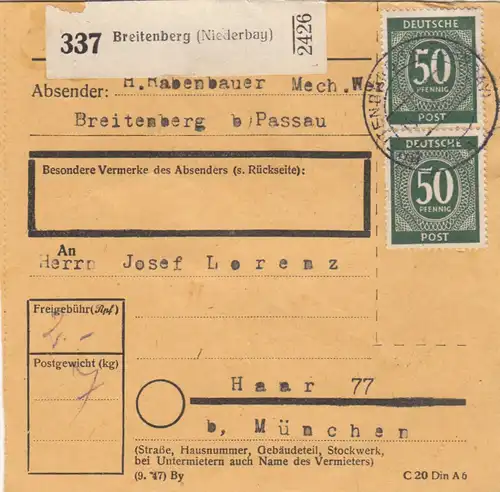 337 Breitenberg (Niederbay) 2426
Absender: H.Rabenbauer Mech.W
Breitenberg b/Passau
DEUTSCHE
50
PFENNIG
POST
DEUTSCHE
50
PFENNIG
POST
Besondere Vermerke des Absenders (s. Rückseite):
An
Herrn Josef Lorenz
Freigebühr (Rpf)
2.-
Postgewicht (kg)
7
Haar 77
b, München
(Straße, Hausnummer, Gebäudeteil, Stockwerk,
bei Untermietern auch Name des Vermieters)
(9. 47) By
C 20 Din A 6